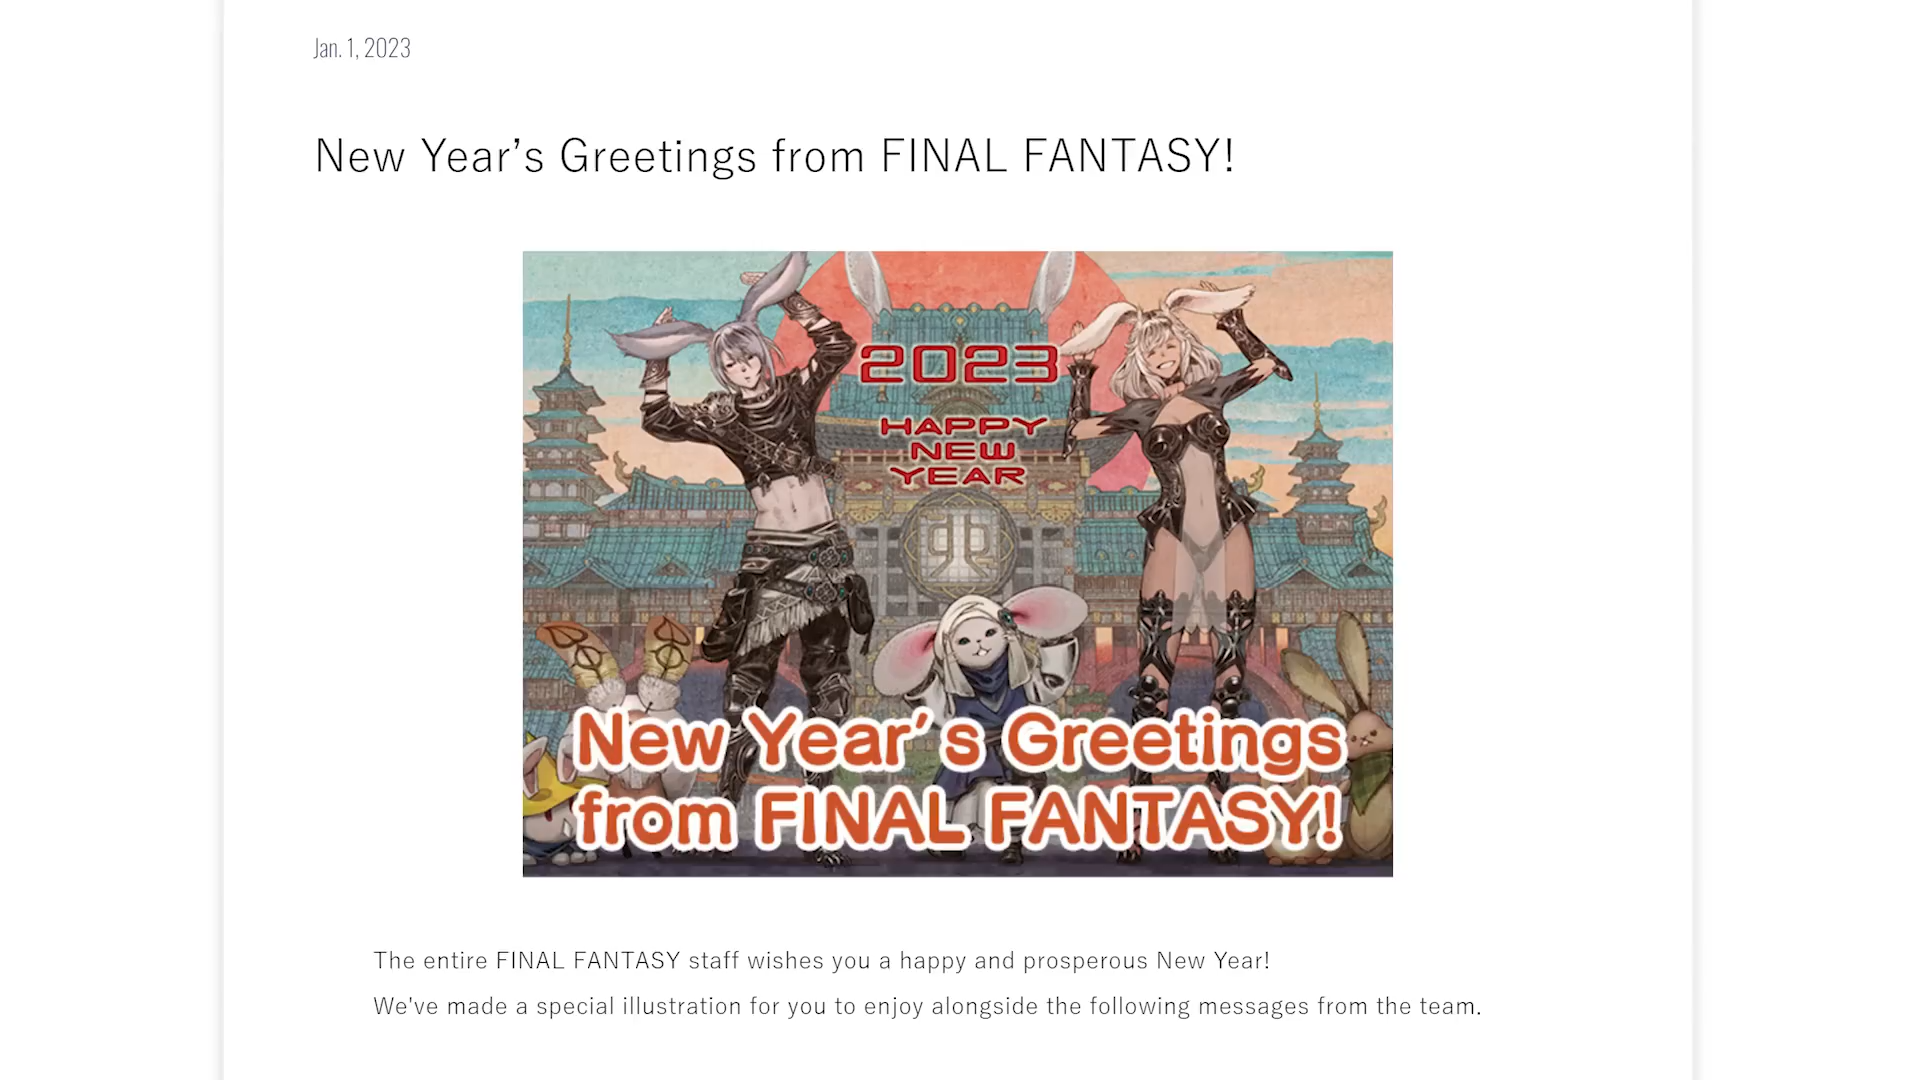 Jan. 1, 2023
New Year’s Greetings from FINAL FANTASY!
2023
HAPPY
NEW
YEAR
New Year’s Greetings
from FINAL FANTASY!
The entire FINAL FANTASY staff wishes you a happy and prosperous New Year!
We've made a special illustration for you to enjoy alongside the following messages from the team.